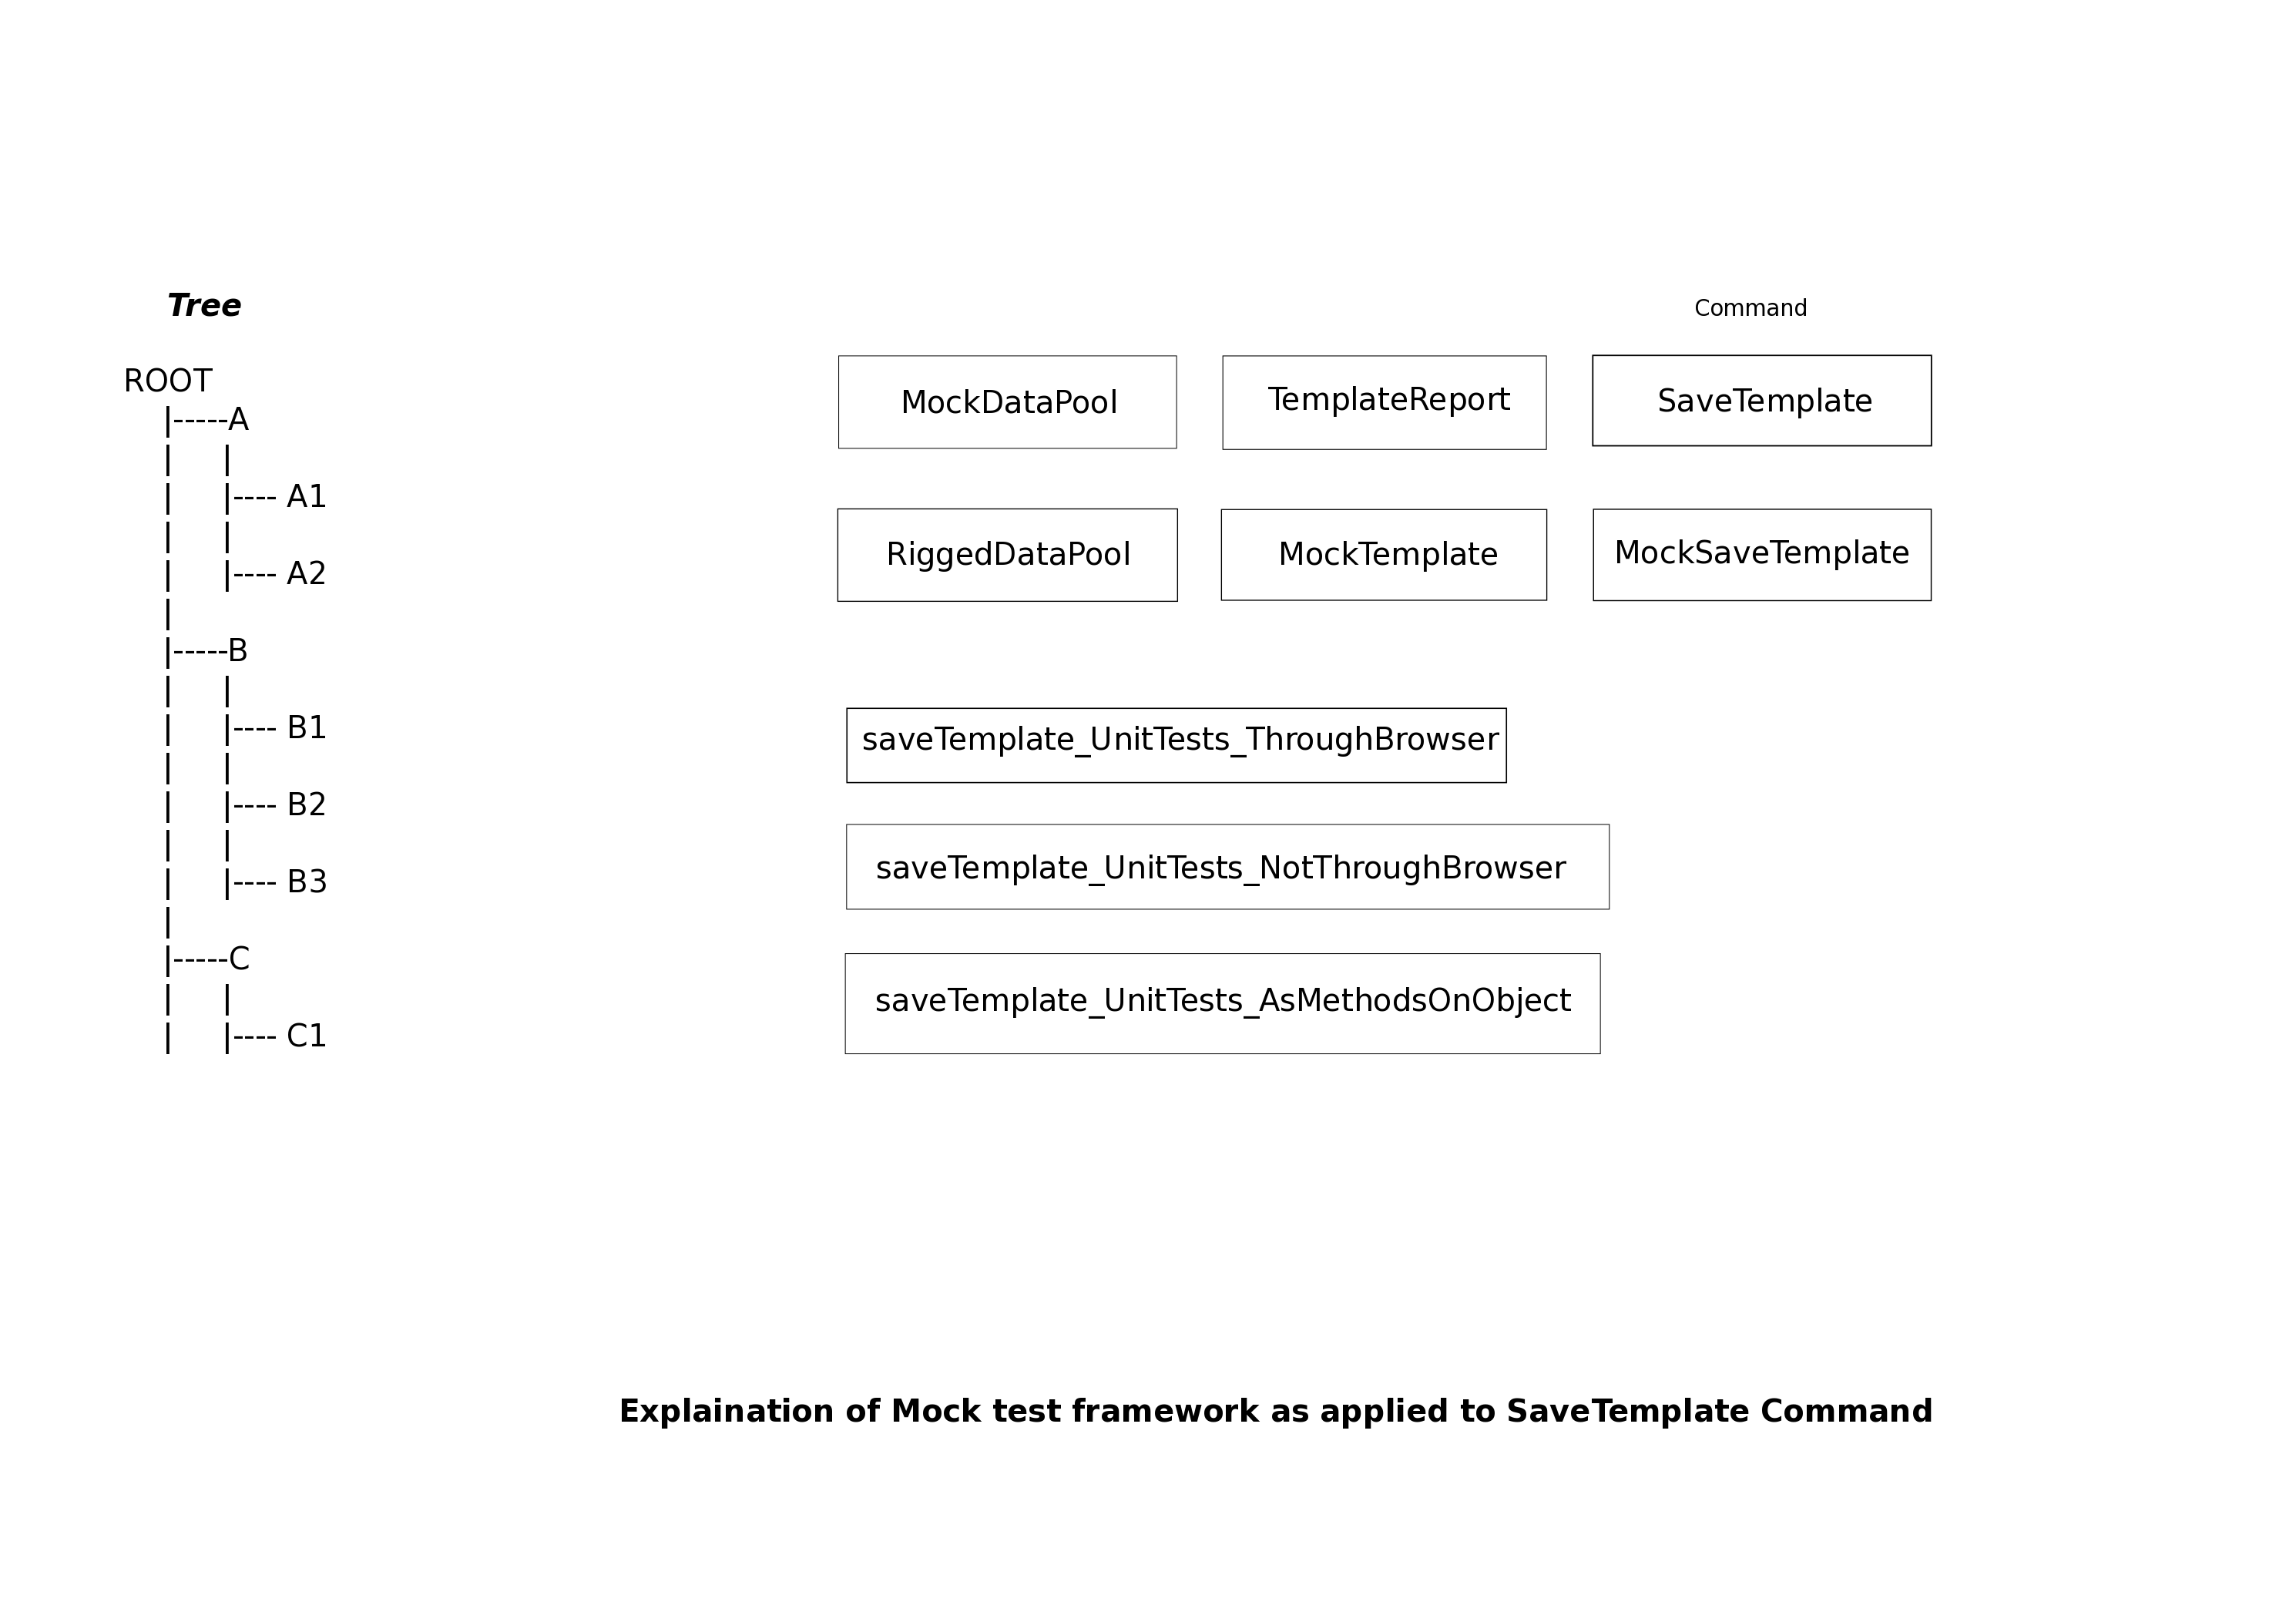 Tree
ROOT
|-----A
|     |
|     |---- A1
|     |
|     |---- A2
|
|-----B
|     |
|     |---- B1
|     |
|     |---- B2
|     |
|     |---- B3
|
|-----C
|     |
|     |---- C1
Command
MockDataPool TemplateReport SaveTemplate
RiggedDataPool MockTemplate MockSaveTemplate
saveTemplate_UnitTests_ThroughBrowser
saveTemplate_UnitTests_NotThroughBrowser
saveTemplate_UnitTests_AsMethodsOnObject
Explaination of Mock test framework as applied to SaveTemplate Command